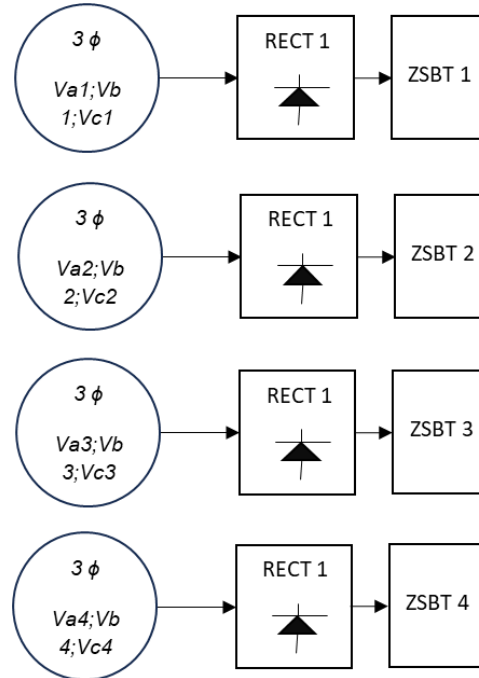 3 ϕ
Va1;Vb
1;Vc1
RECT 1
ZSBT 1
3 ϕ
Va2;Vb
2;Vc2
RECT 1
ZSBT 2
3 ϕ
Va3;Vb
3;Vc3
RECT 1
ZSBT 3
3 ϕ
Va4;Vb
4;Vc4
RECT 1
ZSBT 4